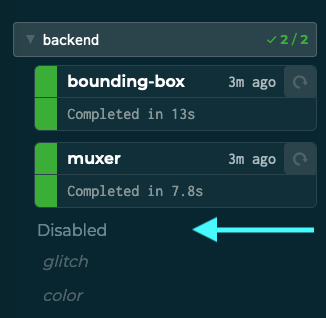 backend 2 / 2
bounding-box 3m ago
Completed in 13s
muxer 3m ago
Completed in 7.8s
Disabled
glitch
color